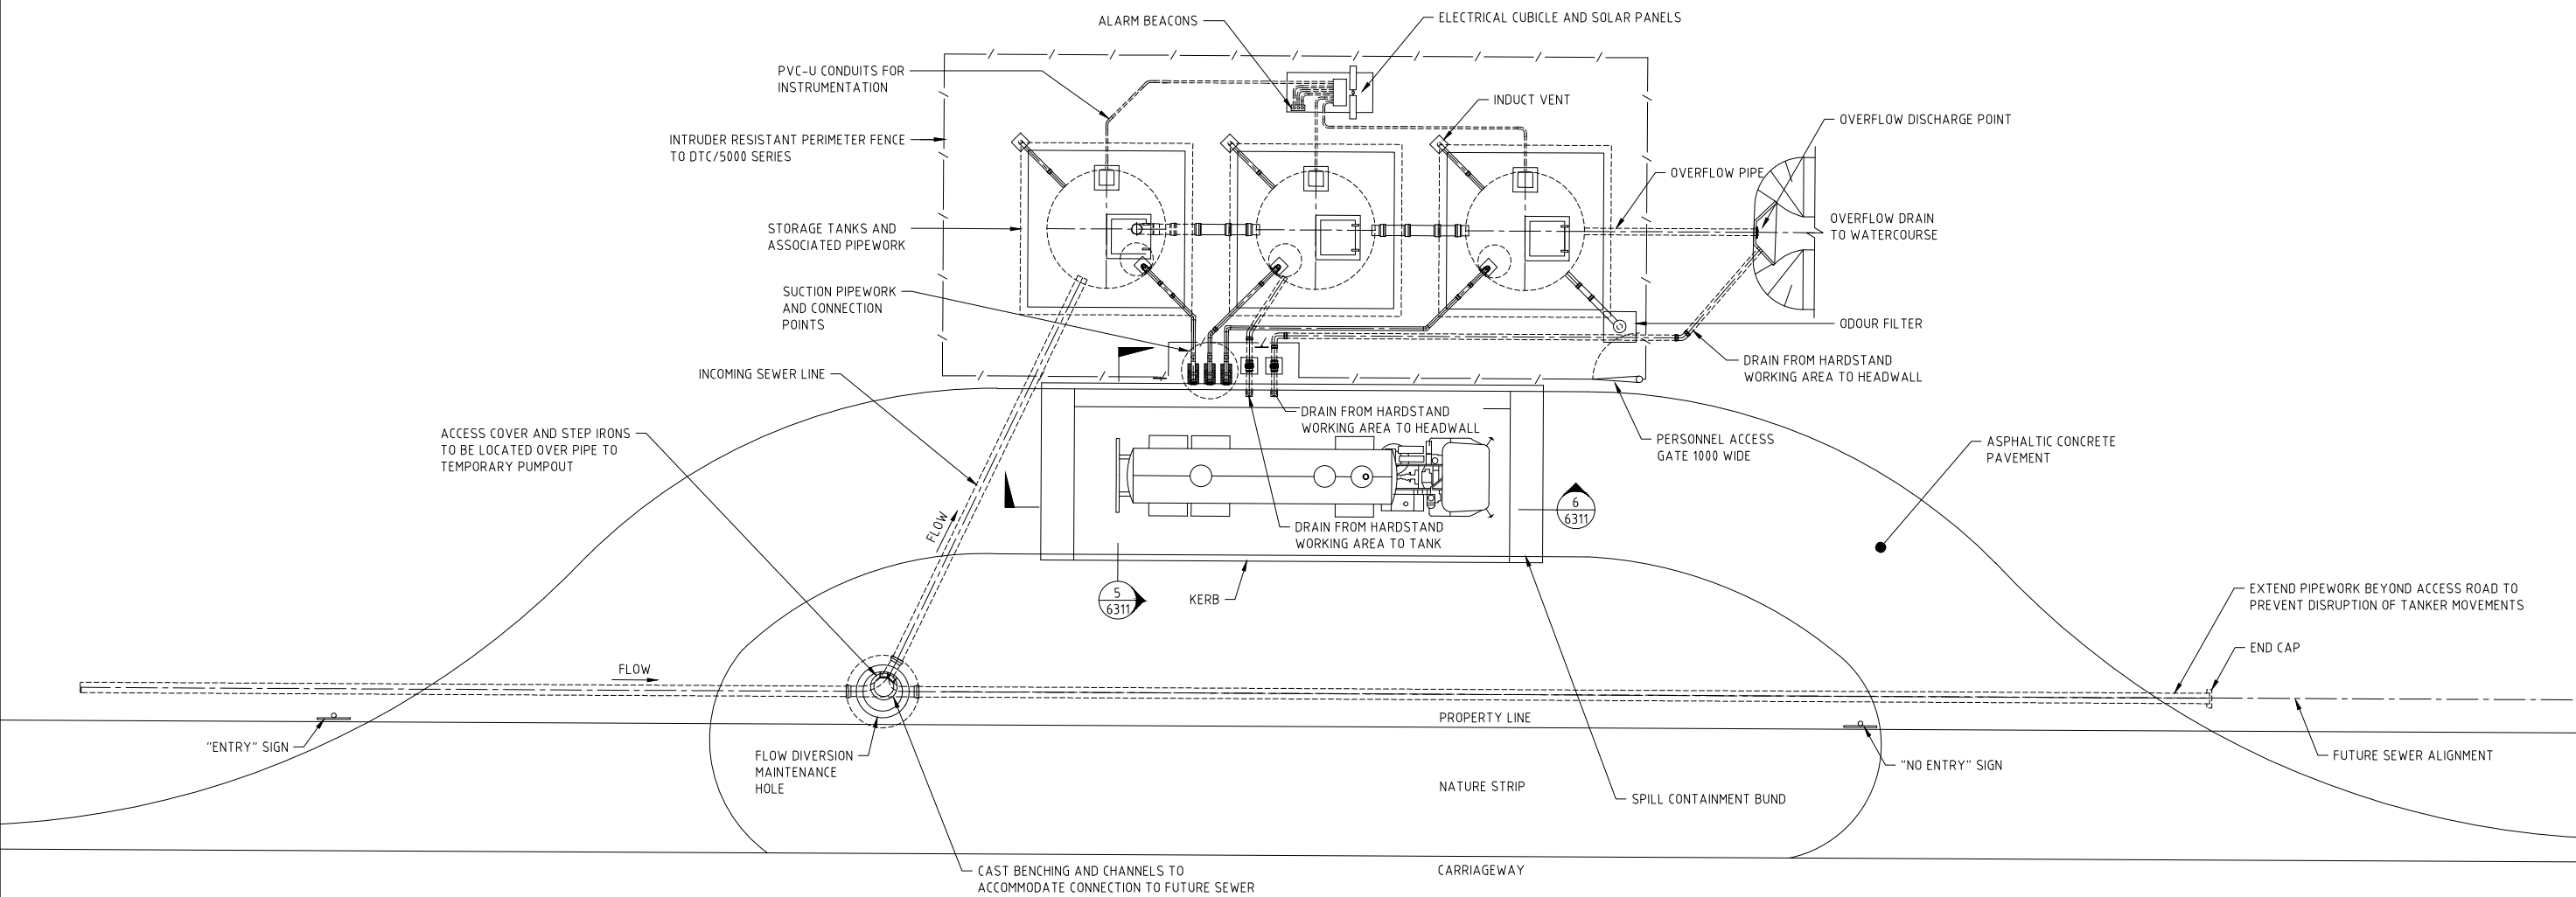 ALARM BEACONS
ELECTRICAL CUBICLE AND SOLAR PANELS
PVC-U CONDUITS FOR
INSTRUMENTATION
INDUCT VENT
OVERFLOW DISCHARGE POINT
INTRUDER RESISTANT PERIMETER FENCE
TO DTC/5000 SERIES
OVERFLOW PIPE
STORAGE TANKS AND
ASSOCIATED PIPEWORK
OVERFLOW DRAIN
TO WATERCOURSE
SUCTION PIPEWORK
AND CONNECTION
POINTS
ODOUR FILTER
DRAIN FROM HARDSTAND
WORKING AREA TO HEADWALL
INCOMING SEWER LINE
DRAIN FROM HARDSTAND
WORKING AREA TO HEADWALL
ACCESS COVER AND STEP IRONS
TO BE LOCATED OVER PIPE TO
TEMPORARY PUMPOUT
PERSONNEL ACCESS
GATE 1000 WIDE
ASPHALTIC CONCRETE
PAVEMENT
6
6311
FLOW
DRAIN FROM HARDSTAND
WORKING AREA TO TANK
5
6311
KERB
EXTEND PIPEWORK BEYOND ACCESS ROAD TO
PREVENT DISRUPTION OF TANKER MOVEMENTS
END CAP
FLOW
PROPERTY LINE
"ENTRY" SIGN
FLOW DIVERSION
MAINTENANCE
HOLE
"NO ENTRY" SIGN
FUTURE SEWER ALIGNMENT
NATURE STRIP
SPILL CONTAINMENT BUND
CAST BENCHING AND CHANNELS TO
ACCOMMODATE CONNECTION TO FUTURE SEWER
CARRIAGEWAY